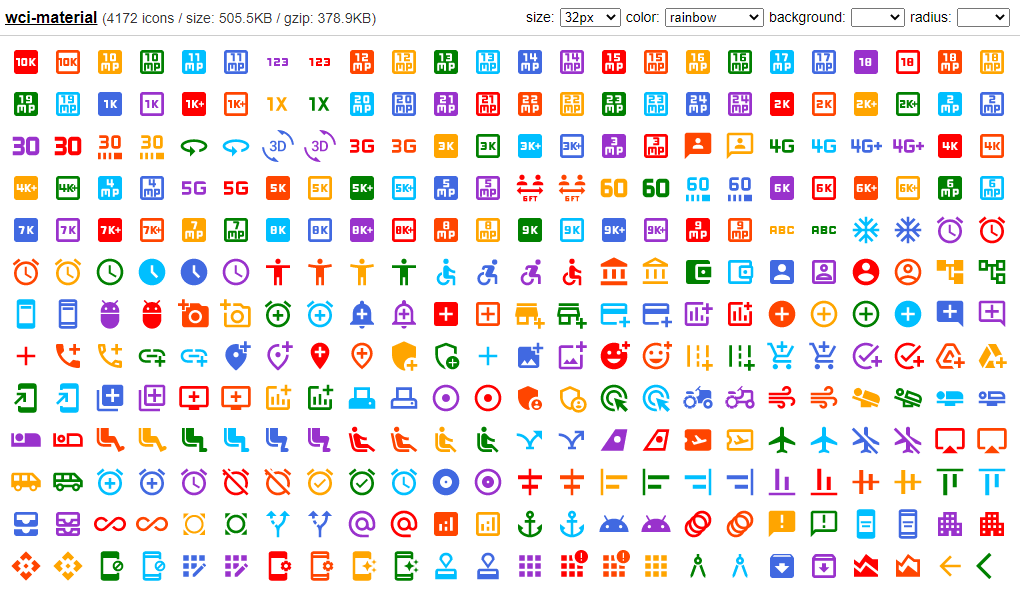 wci-material (4172 icons / size: 505.5KB / gzip: 378.9KB) size: 32px color: rainbow background: radius:
10K 10K 10 MP 10 MP 11 MP 11 MP 123 123 12 MP 12 MP 13 MP 13 MP 14 MP 14 MP 15 MP 15 MP 16 MP 16 MP 17 MP 17 MP 18 18 18 MP 18 MP
19 MP 19 MP 1K 1K 1K+ 1K+ 1X 1X 20 MP 20 MP 21 MP 21 MP 22 MP 22 MP 23 MP 23 MP 24 MP 24 MP 2K 2K 2K+ 2K+ 2 MP 2 MP
30 30 30 30 3D 3D 3G 3G 3K 3K 3K+ 3K+ 3 MP 3 MP 4G 4G 4G+ 4G+ 4K 4K
4K+ 4K+ 4 MP 4 MP 5G 5G 5K 5K 5K+ 5K+ 5 MP 5 MP 6 FT 6 FT 60 60 60 60 6K 6K 6K+ 6K+ 6 MP 6 MP
7K 7K 7K+ 7K+ 7 MP 7 MP 8K 8K 8K+ 8K+ 8 MP 8 MP 9K 9K 9K+ 9K+ 9 MP 9 MP ABC ABC